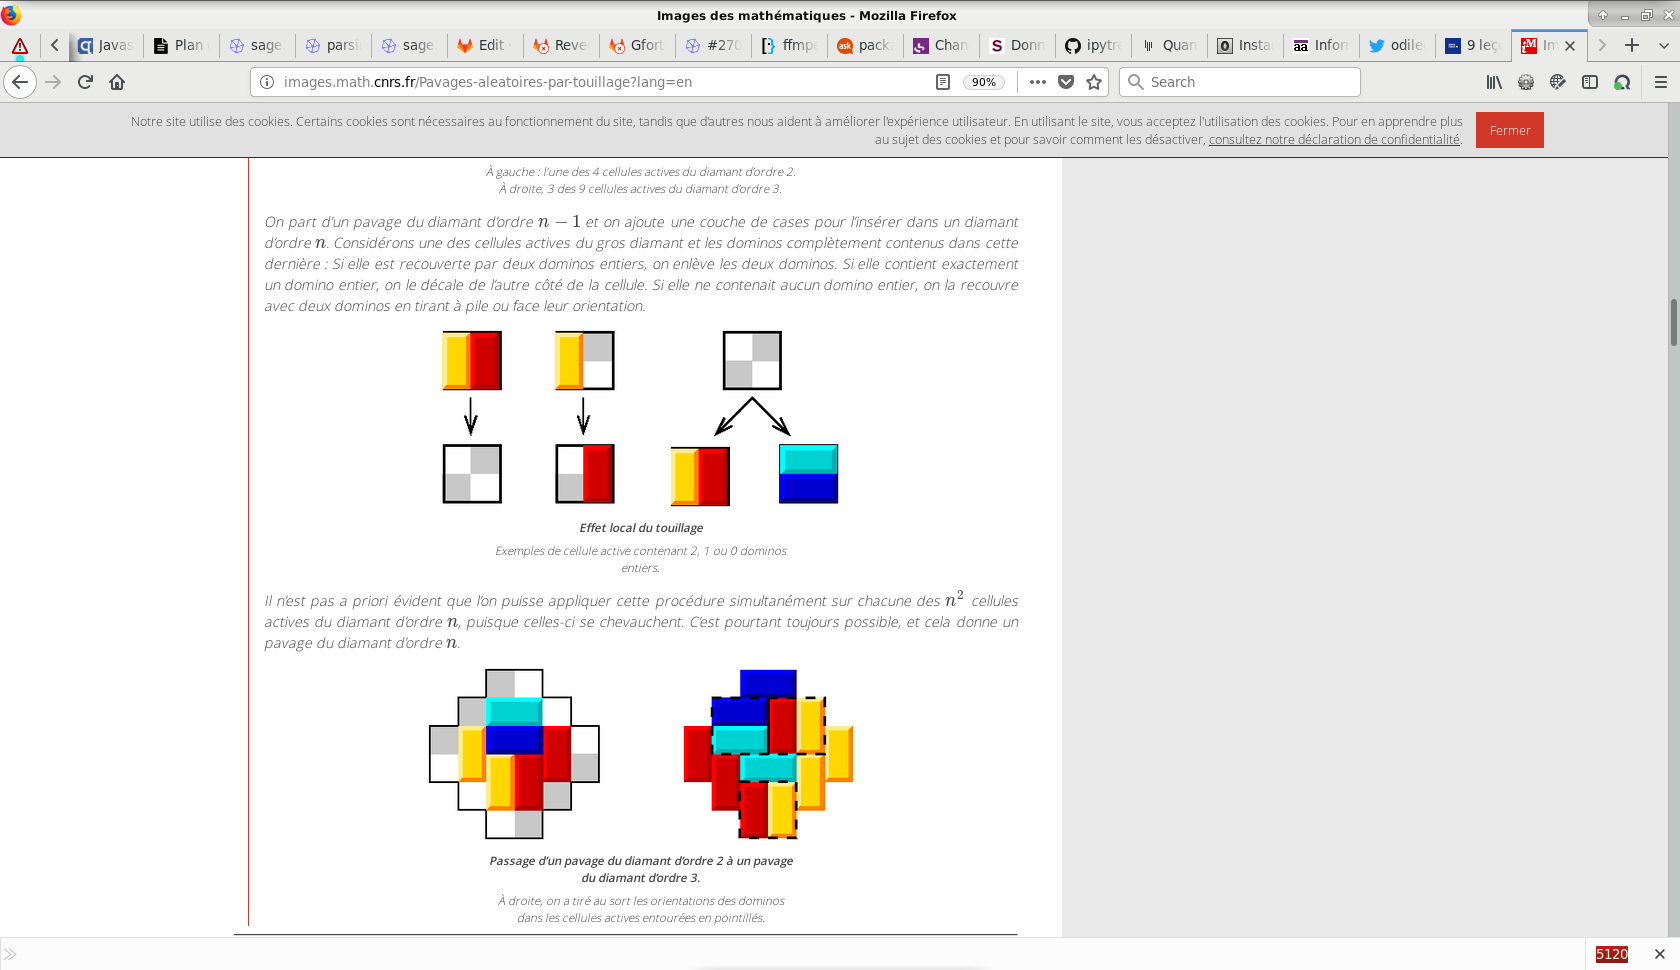 Images des mathématiques - Mozilla Firefox
Javas
Plan
sage.
parsi
sage.
Edit
Reve
Gfort
#270
ffmp
pack
Chan
Donn
ipytr
Quan
Insta
Infor
odile
9 leç
Im
images.math.cnrs.fr/Pavages-aleatoires-par-touillage?lang=en
90%
Search
Notre site utilise des cookies. Certains cookies sont nécessaires au fonctionnement du site, tandis que d'autres nous aident à améliorer l'expérience utilisateur. En utilisant le site, vous acceptez l'utilisation des cookies. Pour en apprendre plus
au sujet des cookies et pour savoir comment les désactiver, consultez notre déclaration de confidentialité.
Fermer
À gauche : l'une des 4 cellules actives du diamant d'ordre 2.
À droite, 3 des 9 cellules actives du diamant d'ordre 3.
On part d'un pavage du diamant d'ordre n − 1 et on ajoute une couche de cases pour l'insérer dans un diamant
d'ordre n. Considérons une des cellules actives du gros diamant et les dominos complètement contenus dans cette
dernière : Si elle est recouverte par deux dominos entiers, on enlève les deux dominos. Si elle contient exactement
un domino entier, on le décale de l'autre côté de la cellule. Si elle ne contenait aucun domino entier, on la recouvre
avec deux dominos en tirant à pile ou face leur orientation.
Effet local du touillage
Exemples de cellule active contenant 2, 1 ou 0 dominos
entiers.
Il n'est pas a priori évident que l'on puisse appliquer cette procédure simultanément sur chacune des n² cellules
actives du diamant d'ordre n, puisque celles-ci se chevauchent. C'est pourtant toujours possible, et cela donne un
pavage du diamant d'ordre n.
Passage d'un pavage du diamant d'ordre 2 à un pavage
du diamant d'ordre 3.
À droite, on a tiré au sort les orientations des dominos
dans les cellules actives entourées en pointillés.
5120